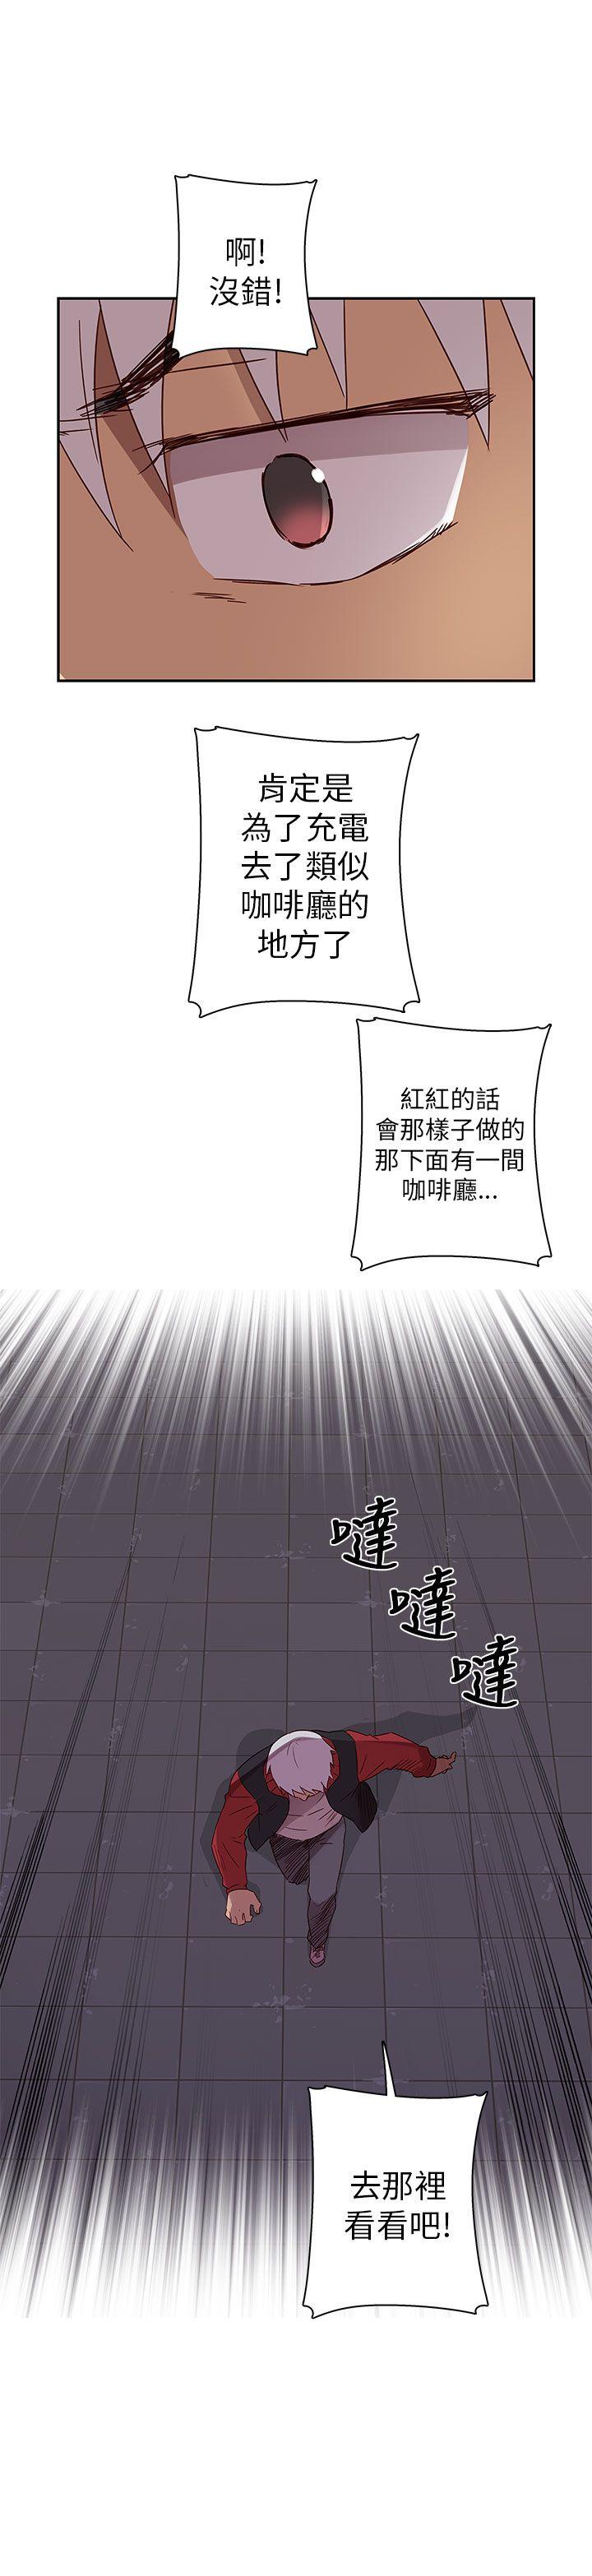 啊!
沒錯!
肯定是
為了充電
去了類似
咖啡廳的
地方了
紅紅的話
會那樣子做的
那下面有一間
咖啡廳...
噠
噠
噠
去那裡
看看吧!